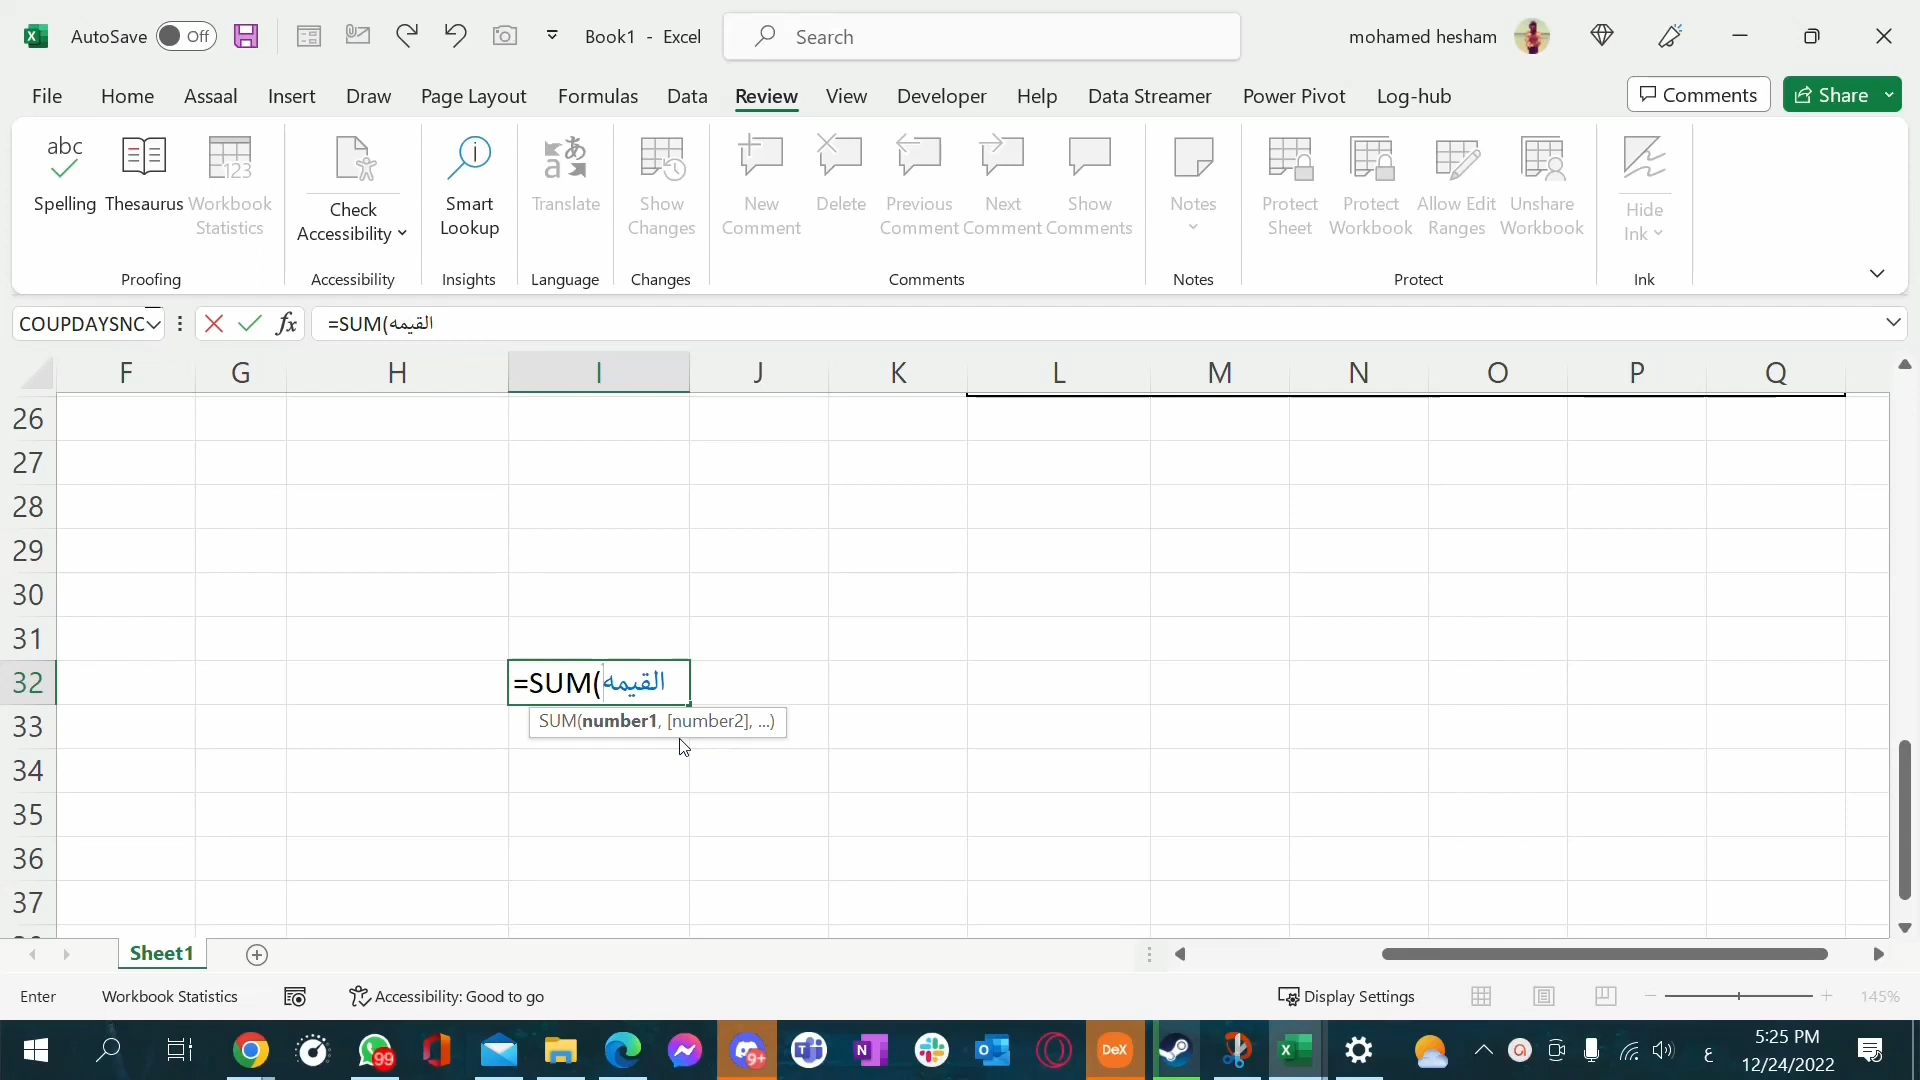 AutoSave Off Book1 - Excel Search mohamed hesham
File Home Assaal Insert Draw Page Layout Formulas Data Review View Developer Help Data Streamer Power Pivot Log-hub Comments Share
abc 123
Spelling Thesaurus Workbook Statistics Check Accessibility Smart Lookup Translate Show Changes New Comment Delete Previous Comment Next Comment Show Comments Notes Protect Sheet Protect Workbook Allow Edit Ranges Unshare Workbook Hide Ink
Proofing Accessibility Insights Language Changes Comments Notes Protect Ink
COUPDAYSNC fx =SUM(القيمه
F G H I J K L M N O P Q
26
27
28
29
30
31
32 =SUM(القيمه
33 SUM(number1, [number2], ...)
34
35
36
37
Sheet1
Enter Workbook Statistics Accessibility: Good to go Display Settings 145%
99 9+ DeX ع 5:25 PM
12/24/2022